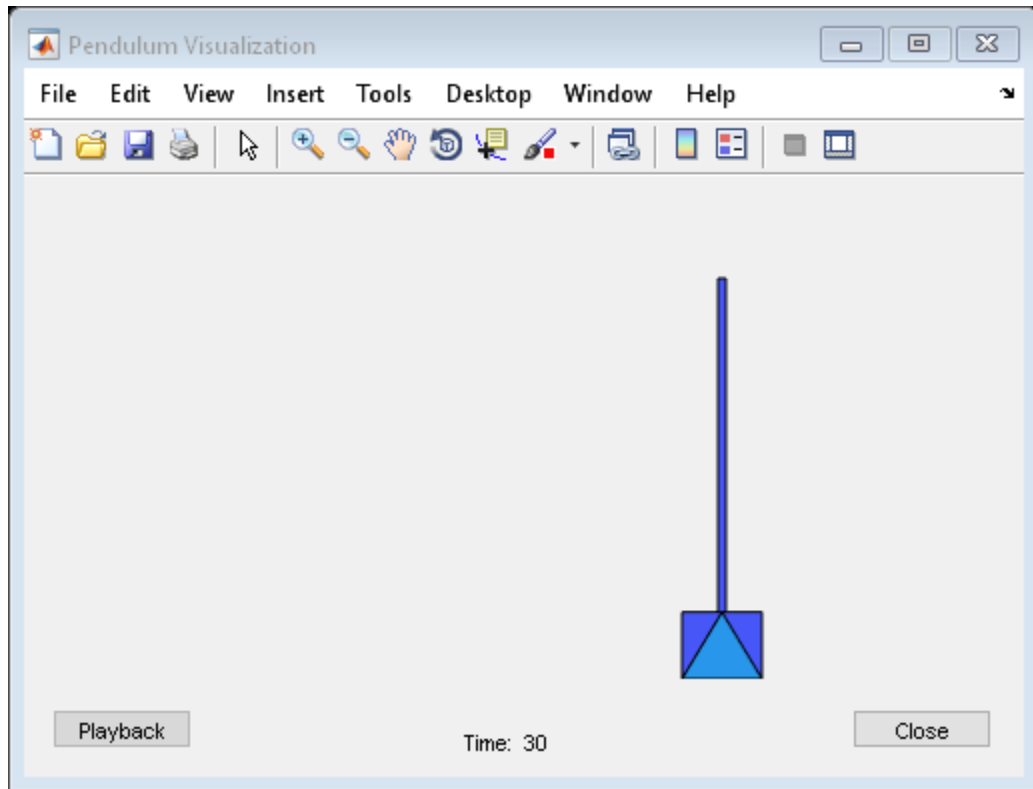 Pendulum Visualization
File Edit View Insert Tools Desktop Window Help
Playback
Time: 30
Close